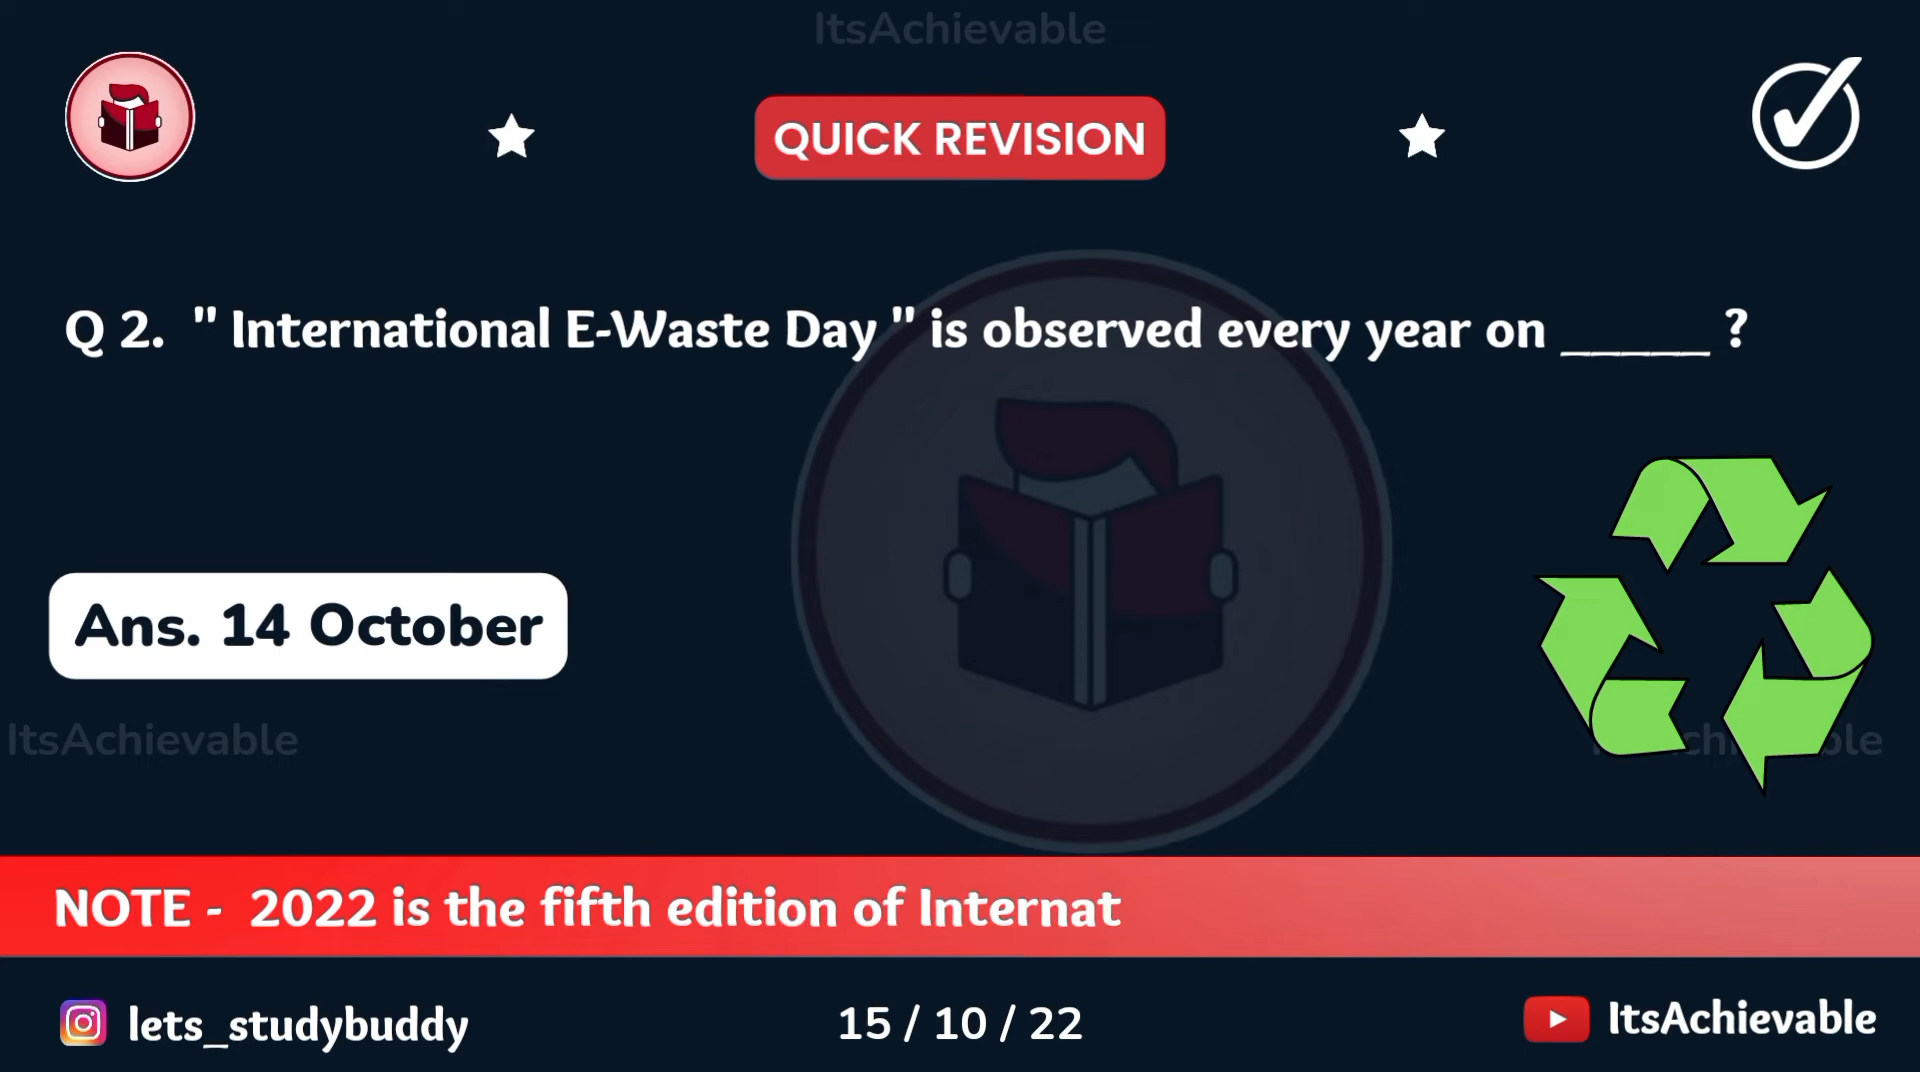 ItsAchievable
QUICK REVISION
Q 2. " International E-Waste Day " is observed every year on _____ ?
Ans. 14 October
ItsAchievable
NOTE - 2022 is the fifth edition of Internat
lets_studybuddy
15 / 10 / 22
ItsAchievable